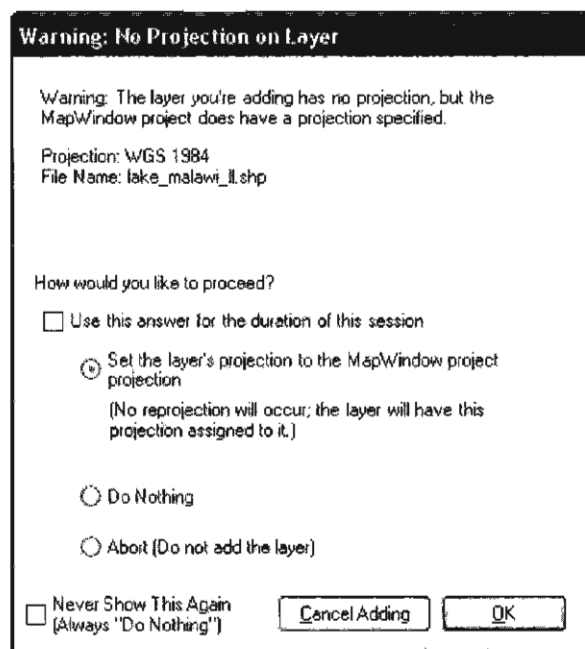 Warning: No Projection on Layer
Warning: The layer you're adding has no projection, but the
MapWindow project does have a projection specified.
Projection: WGS 1984
File Name: lake_malawi_ll.shp
How would you like to proceed?
Use this answer for the duration of this session
Set the layer's projection to the MapWindow project
projection
(No reprojection will occur; the layer will have this
projection assigned to it.)
Do Nothing
Abort (Do not add the layer)
Never Show This Again
(Always "Do Nothing")
Cancel Adding
OK